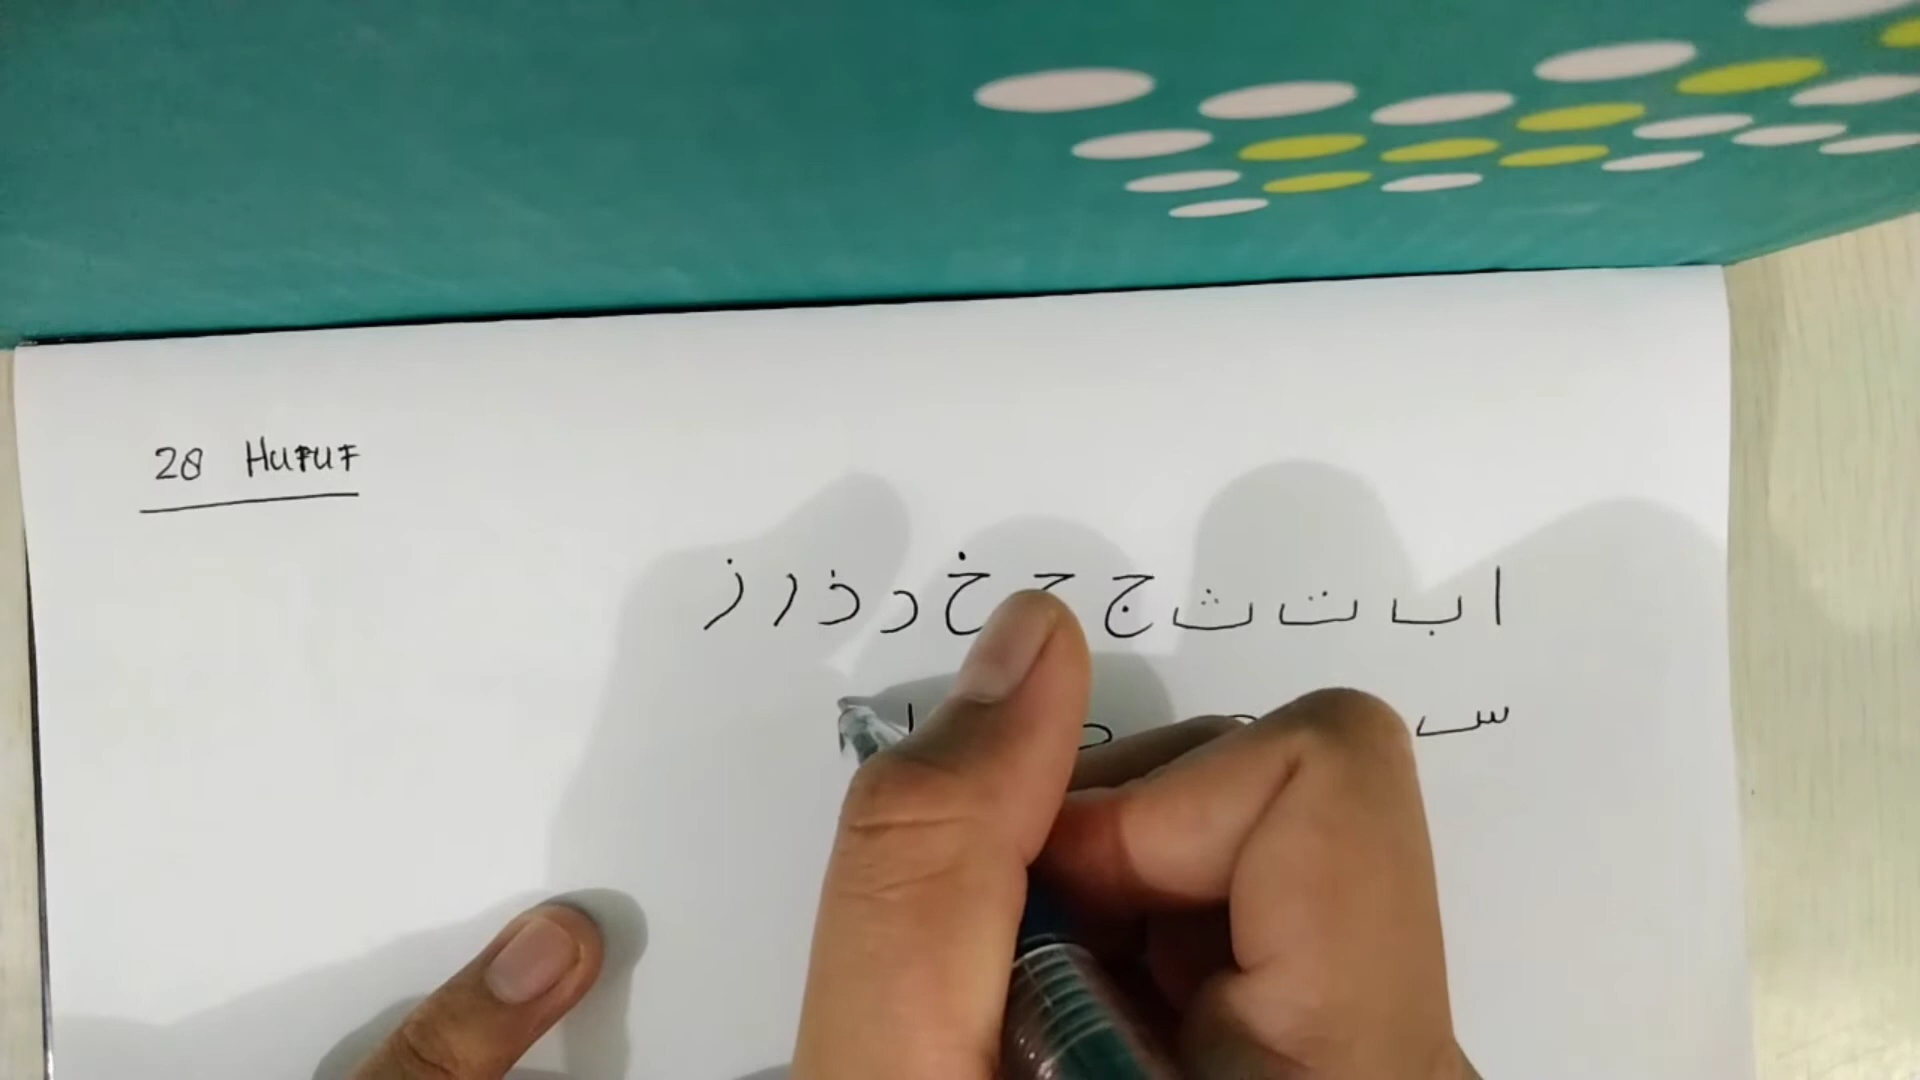 28 HURUF
ا ب ت ث ج ح خ د ذ ر ز
س